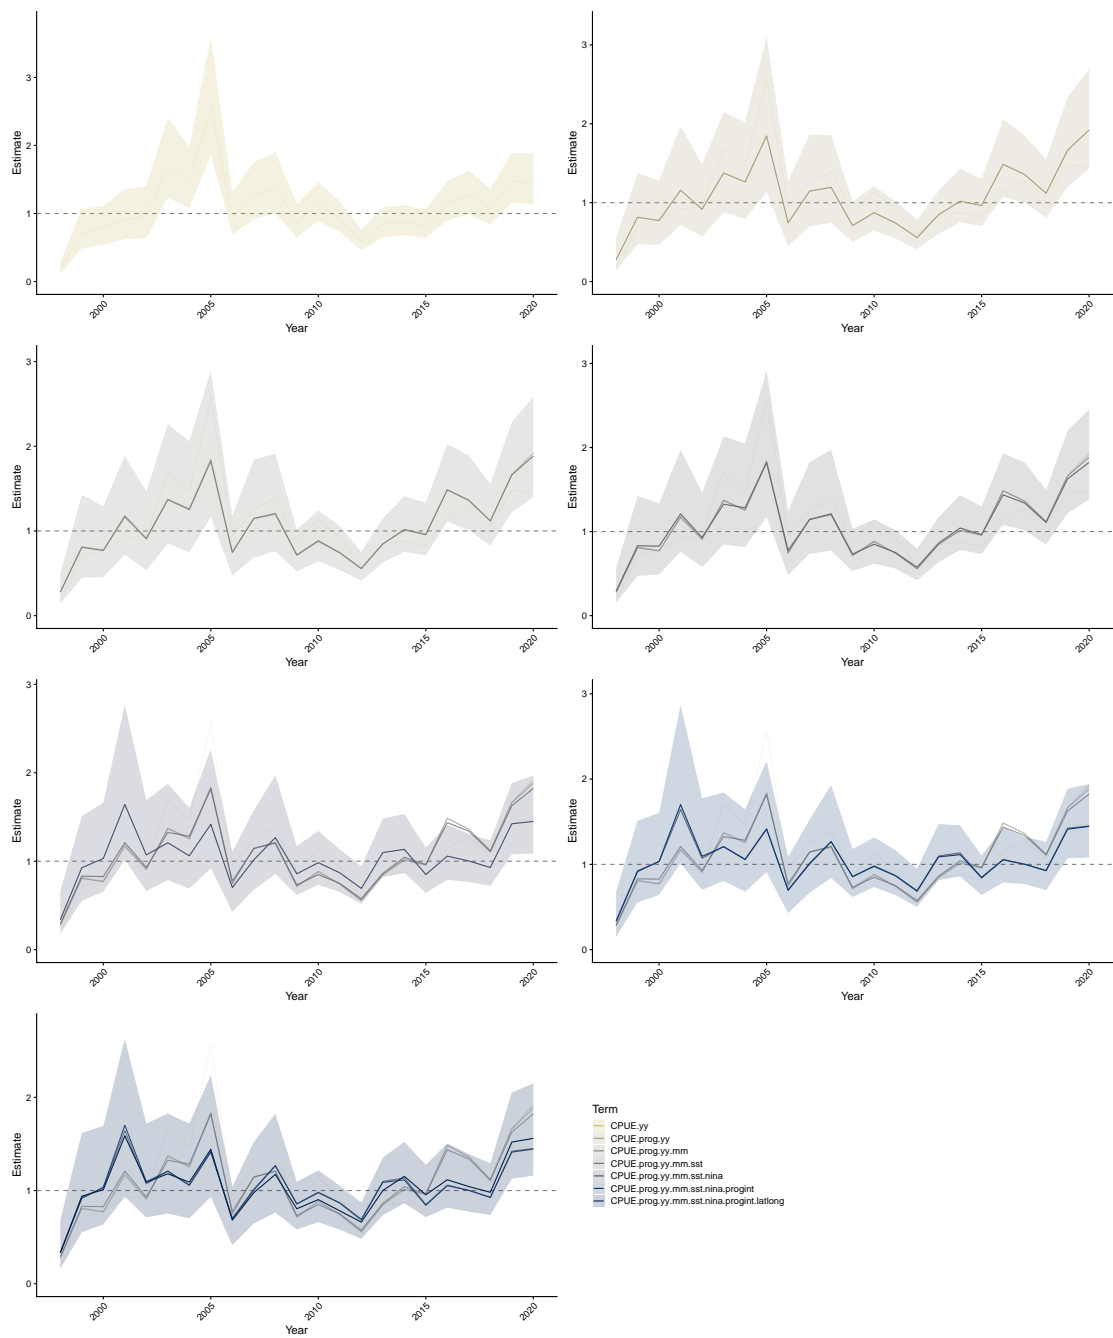 Estimate
3
2
1
0
2000
2005
2010
2015
2020
Year
Estimate
3
2
1
0
2000
2005
2010
2015
2020
Year
Estimate
3
2
1
0
2000
2005
2010
2015
2020
Year
Estimate
3
2
1
0
2000
2005
2010
2015
2020
Year
Estimate
3
2
1
0
2000
2005
2010
2015
2020
Year
Estimate
3
2
1
0
2000
2005
2010
2015
2020
Year
Estimate
2
1
0
2000
2005
2010
2015
2020
Year
Term
CPUE.yy
CPUE.prog.yy
CPUE.prog.yy.mm
CPUE.prog.yy.mm.sst
CPUE.prog.yy.mm.sst.nina
CPUE.prog.yy.mm.sst.nina.progint
CPUE.prog.yy.mm.sst.nina.progint.latlong